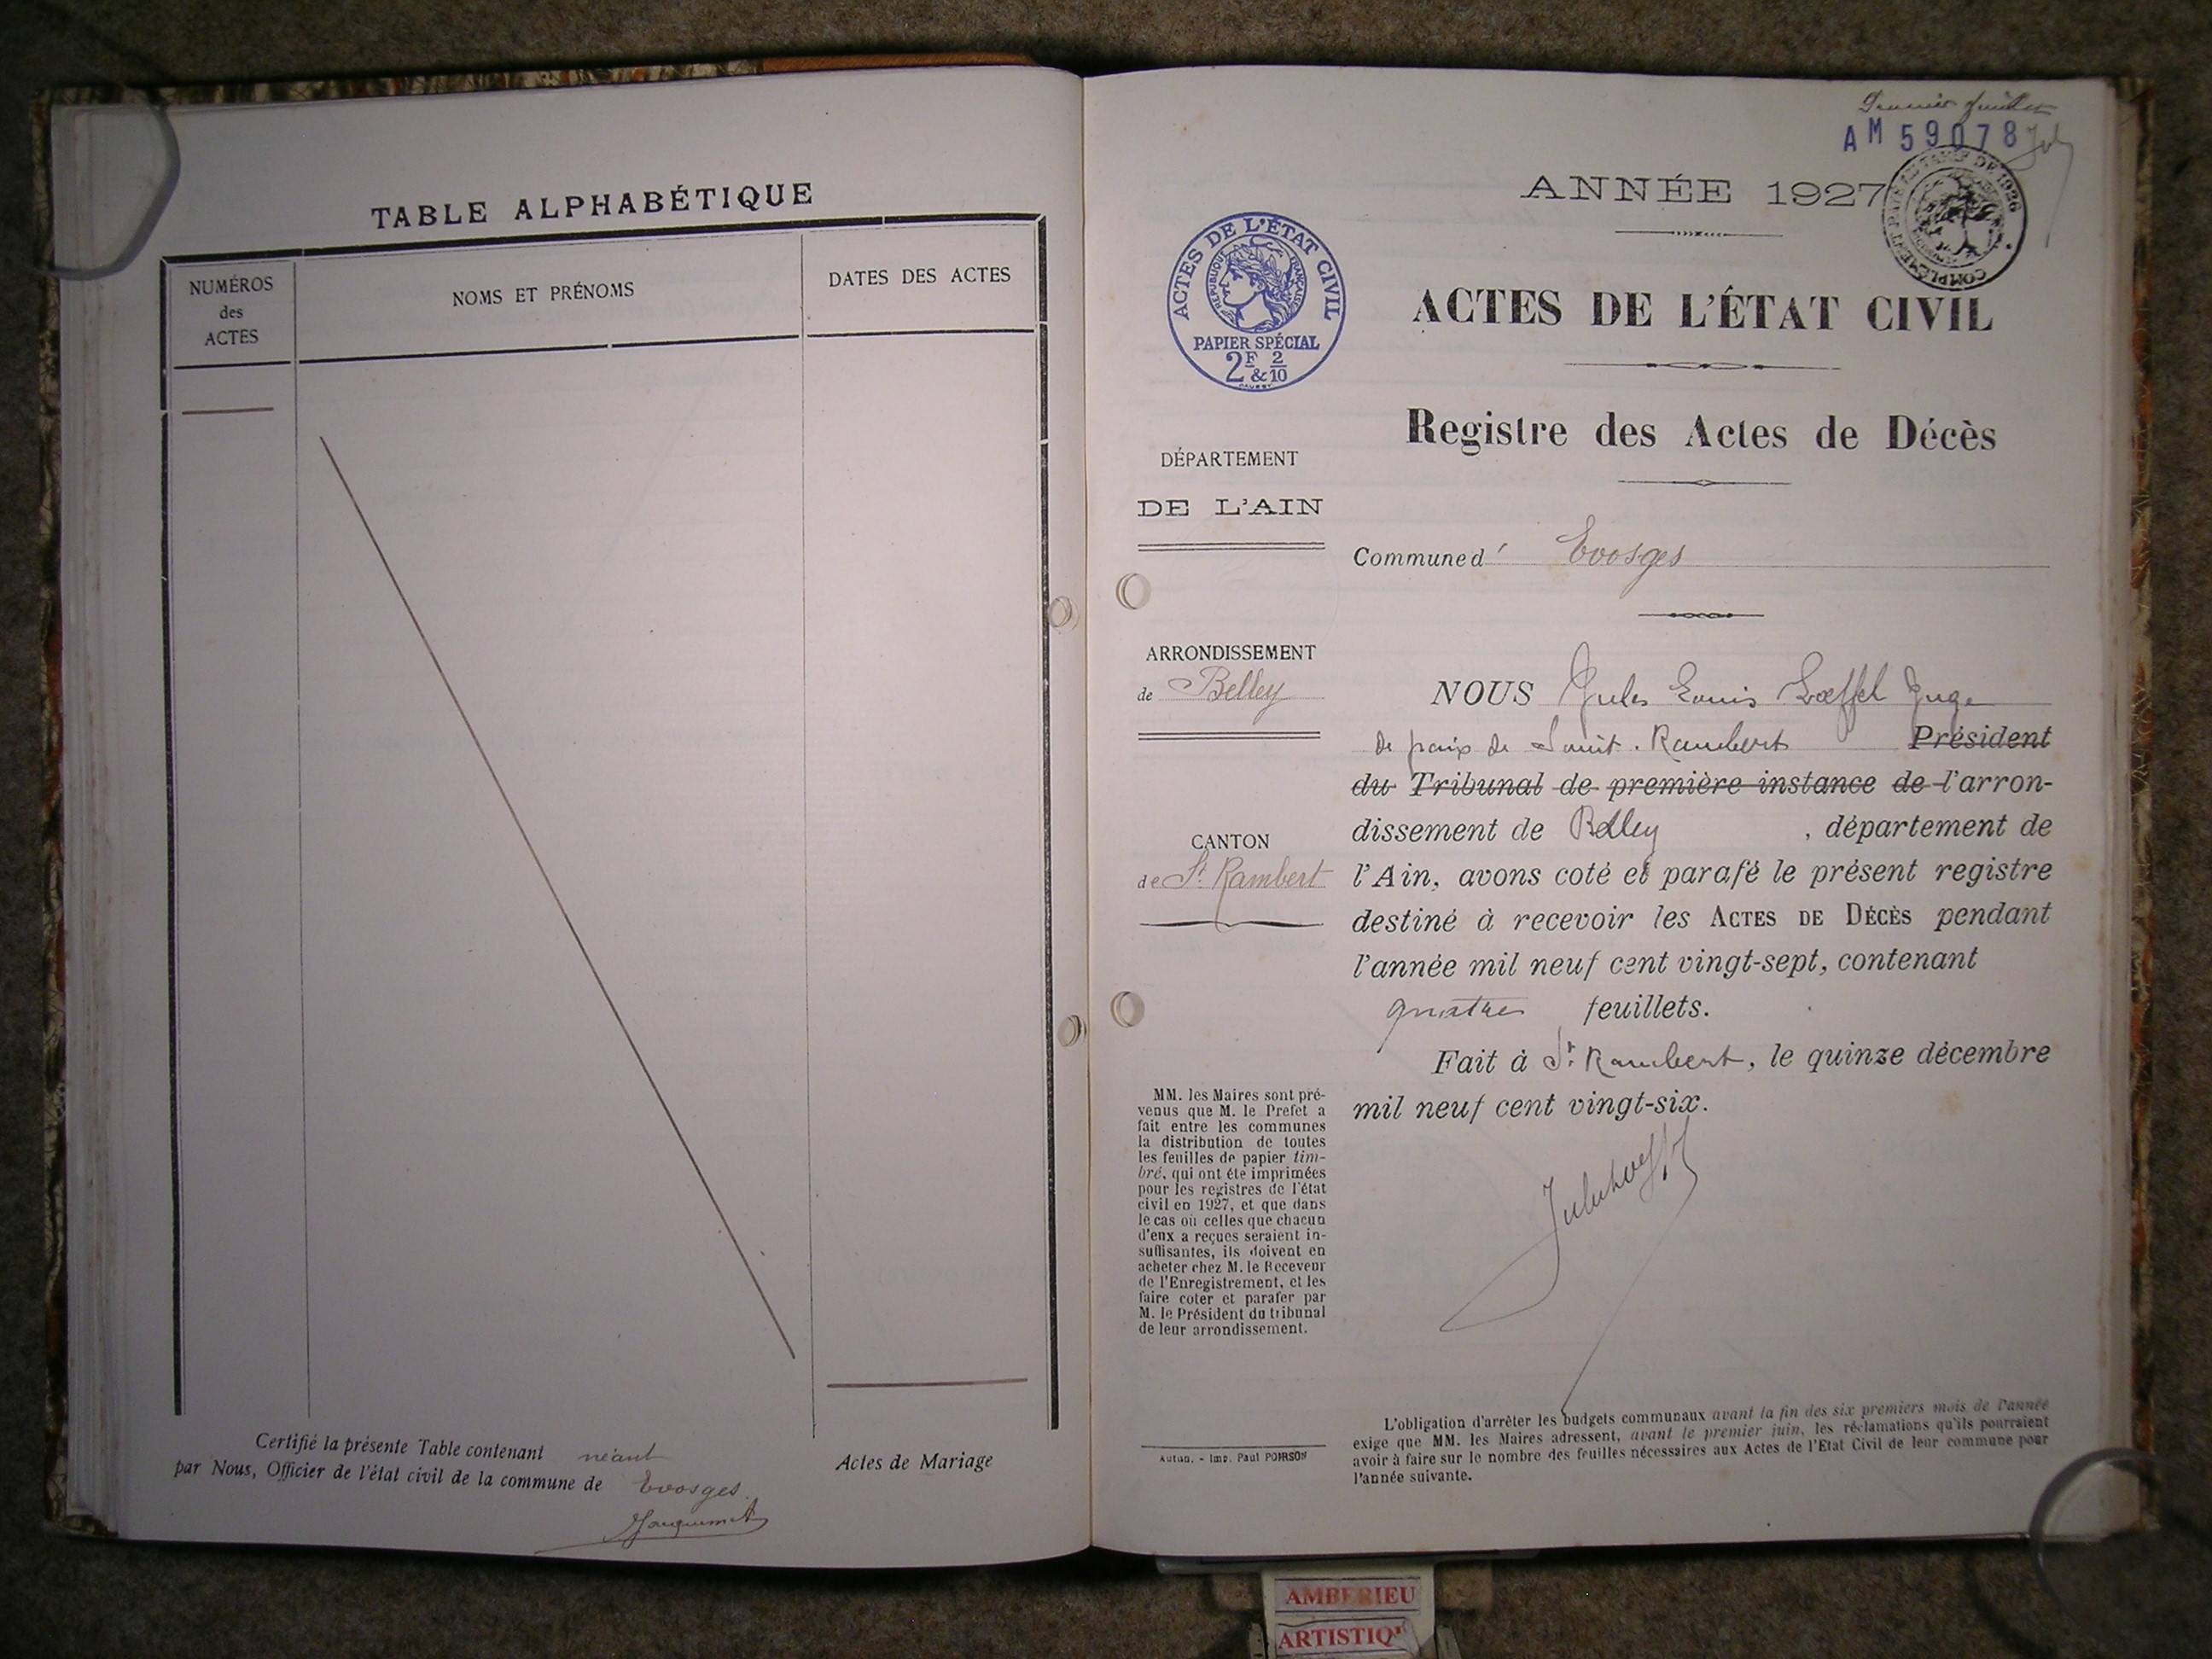 TABLE ALPHABÉTIQUE
NUMÉROS
des
ACTES
NOMS ET PRÉNOMS
DATES DES ACTES
Certifié la présente Table contenant néant
par Nous, Officier de l'état civil de la commune de Evosges.
Actes de Mariage
Premier feuillet
AM 59078
ANNÉE 1927
COMPLÉMENT DE 1926
ACTES DE L'ÉTAT CIVIL
RÉPUBLIQUE FRANÇAISE
PAPIER SPÉCIAL
2F & 2/10
ACTES DE L'ÉTAT CIVIL
Registre des Actes de Décès
DÉPARTEMENT
DE L'AIN
Commune d' Evosges
ARRONDISSEMENT
de Belley
CANTON
de St Rambert
NOUS Jules Louis Lœffel Juge
de paix de Saint-Rambert Président
du Tribunal de première instance de l'arron-
dissement de Belley, département de
l'Ain, avons coté et parafé le présent registre
destiné à recevoir les ACTES DE DÉCÈS pendant
l'année mil neuf cent vingt-sept, contenant
quatre feuillets.
Fait à St Rambert, le quinze décembre
mil neuf cent vingt-six.
MM. les Maires sont pré-
venus que M. le Prefet a
fait entre les communes
la distribution de toutes
les feuilles de papier tim-
bré, qui ont été imprimées
pour les registres de l'état
civil en 1927, et que dans
le cas où celles que chacun
d'eux a reçues seraient in-
suffisantes, ils doivent en
acheter chez M. le Receveur
de l'Enregistrement, et les
faire coter et parafer par
M. le Président du tribunal
de leur arrondissement.
Autun. - Imp. Paul POIRSON
L'obligation d'arrêter les budgets communaux avant la fin des six premiers mois de l'année
exige que MM. les Maires adressent, avant le premier juin, les réclamations qu'ils pourraient
avoir à faire sur le nombre des feuilles nécessaires aux Actes de l'Etat Civil de leur commune pour
l'année suivante.
AMBERIEU
ARTISTIQ